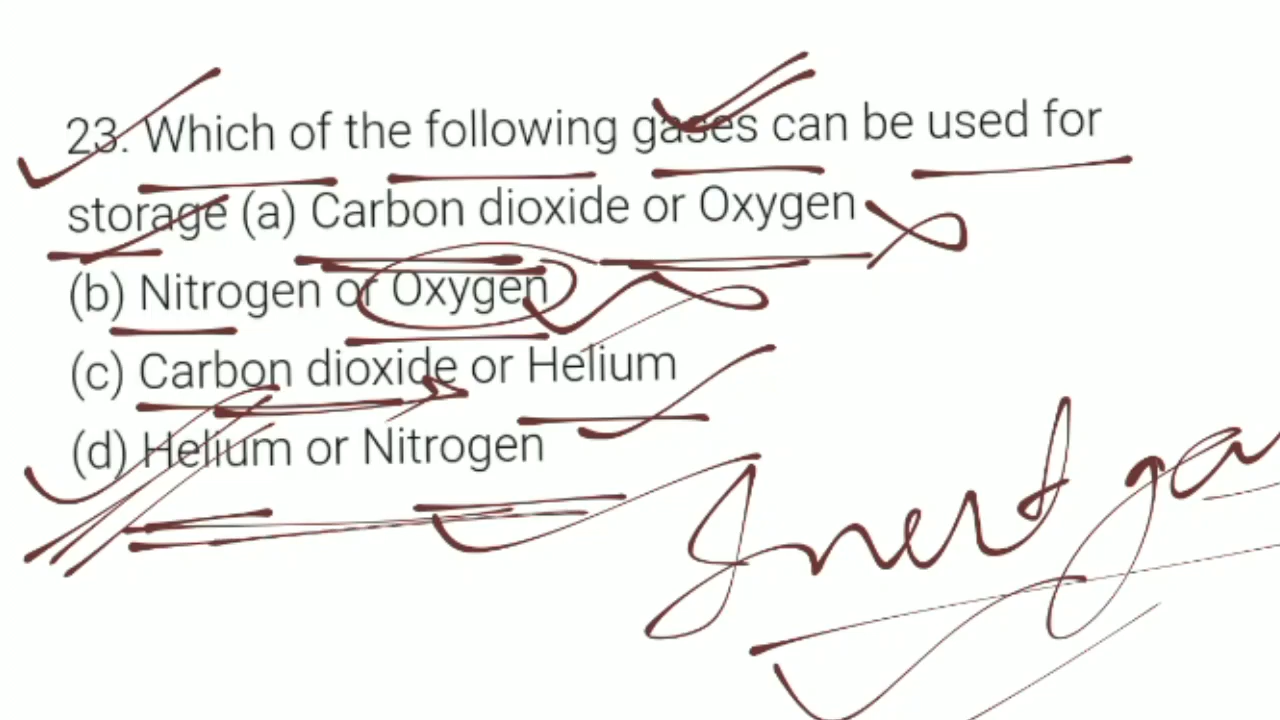 23. Which of the following gases can be used for
storage (a) Carbon dioxide or Oxygen
(b) Nitrogen or Oxygen
(c) Carbon dioxide or Helium
(d) Helium or Nitrogen
Inert ga